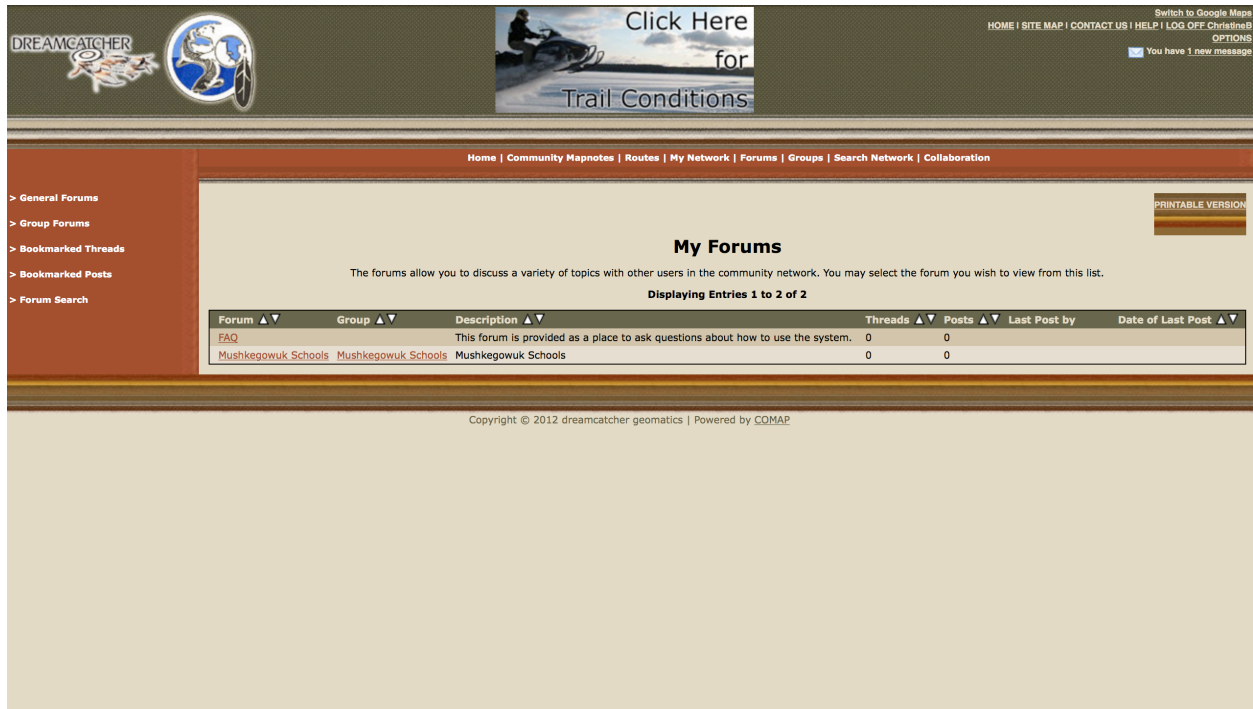 DREAMCATCHER
Click Here
for
Trail Conditions
Switch to Google Maps
HOME | SITE MAP | CONTACT US | HELP | LOG OFF ChristineB
OPTIONS
You have 1 new message
Home | Community Mapnotes | Routes | My Network | Forums | Groups | Search Network | Collaboration
> General Forums
> Group Forums
> Bookmarked Threads
> Bookmarked Posts
> Forum Search
PRINTABLE VERSION
My Forums
The forums allow you to discuss a variety of topics with other users in the community network. You may select the forum you wish to view from this list.
Displaying Entries 1 to 2 of 2
Forum Group Description Threads Posts Last Post by Date of Last Post
FAQ This forum is provided as a place to ask questions about how to use the system. 0 0
Mushkegowuk Schools Mushkegowuk Schools Mushkegowuk Schools 0 0
Copyright © 2012 dreamcatcher geomatics | Powered by COMAP